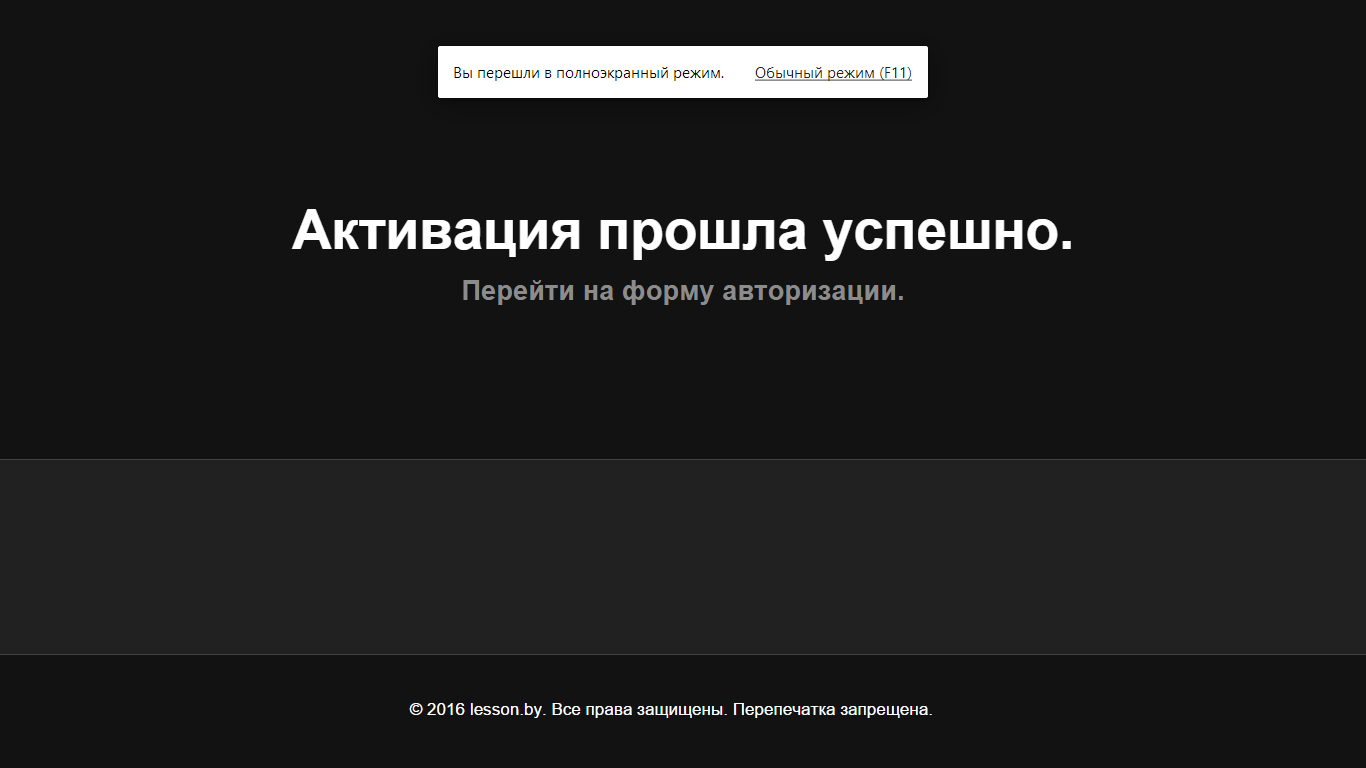 Вы перешли в полноэкранный режим. Обычный режим (F11)
Активация прошла успешно.
Перейти на форму авторизации.
© 2016 lesson.by. Все права защищены. Перепечатка запрещена.